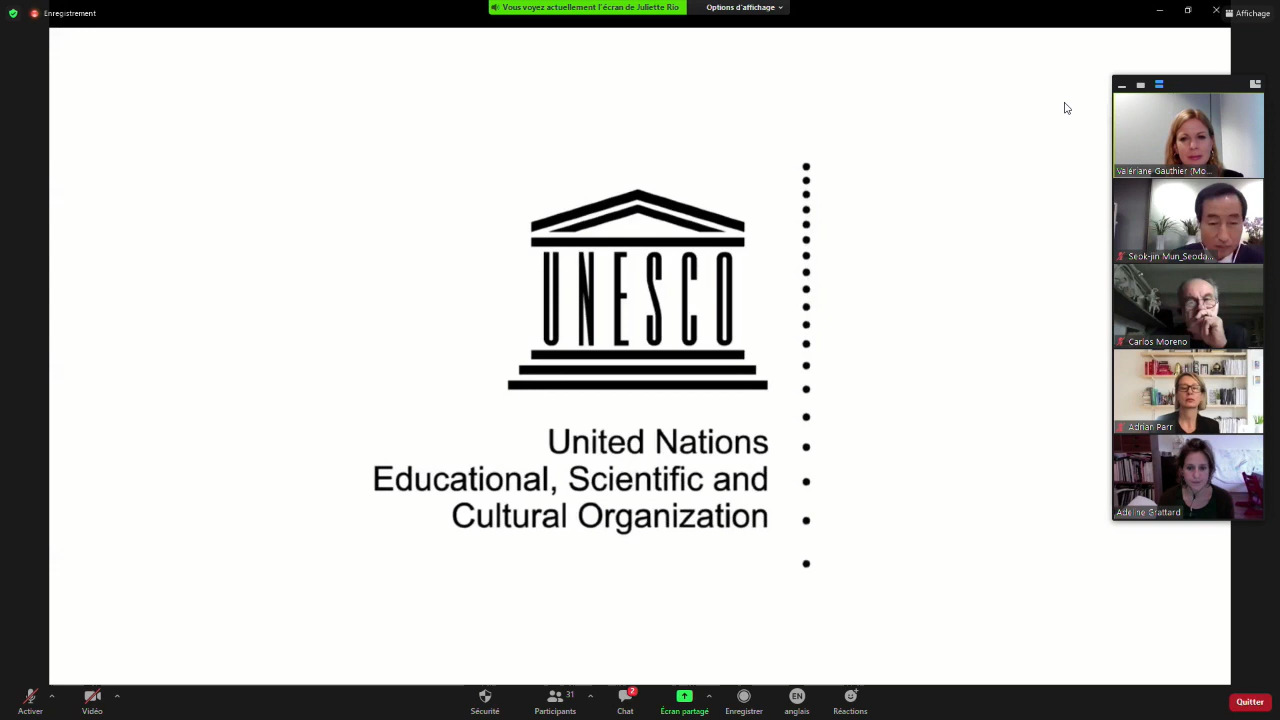 Enregistrement
Vous voyez actuellement l'écran de Juliette Rio
Options d'affichage
Affichage
UNESCO
United Nations
Educational, Scientific and
Cultural Organization
Valériane Gauthier (Mo...
Seok-jin Mun_Seoda...
Carlos Moreno
Adrian Parr
Adeline Grattard
Activer
Vidéo
Sécurité
Participants
31
Chat
2
Écran partagé
Enregistrer
EN
anglais
Réactions
Quitter